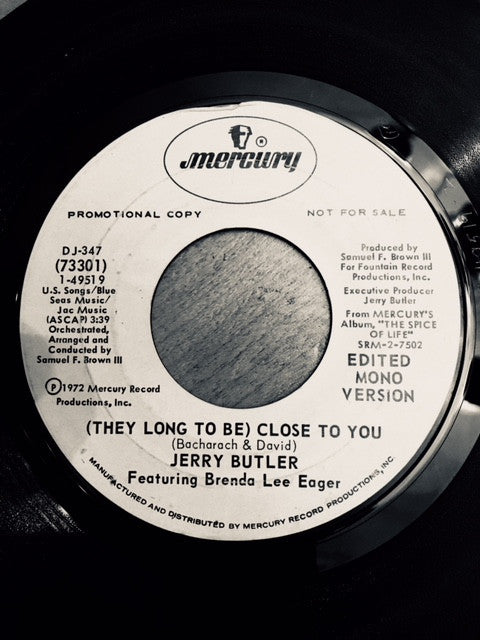 mercury ®
PROMOTIONAL COPY
NOT FOR SALE
DJ-347
(73301)
1-49519
U.S. Songs/Blue
Seas Music/
Jac Music
(ASCAP) 3:39
Orchestrated,
Arranged and
Conducted by
Samuel F. Brown III
Ⓟ1972 Mercury Record
Productions, Inc.
Produced by
Samuel F. Brown III
For Fountain Record
Productions, Inc.
Executive Producer
Jerry Butler
From MERCURY'S
Album, "THE SPICE
OF LIFE"
SRM-2-7502
EDITED
MONO
VERSION
(THEY LONG TO BE) CLOSE TO YOU
(Bacharach & David)
JERRY BUTLER
Featuring Brenda Lee Eager
MANUFACTURED AND DISTRIBUTED BY MERCURY RECORD PRODUCTIONS, INC.